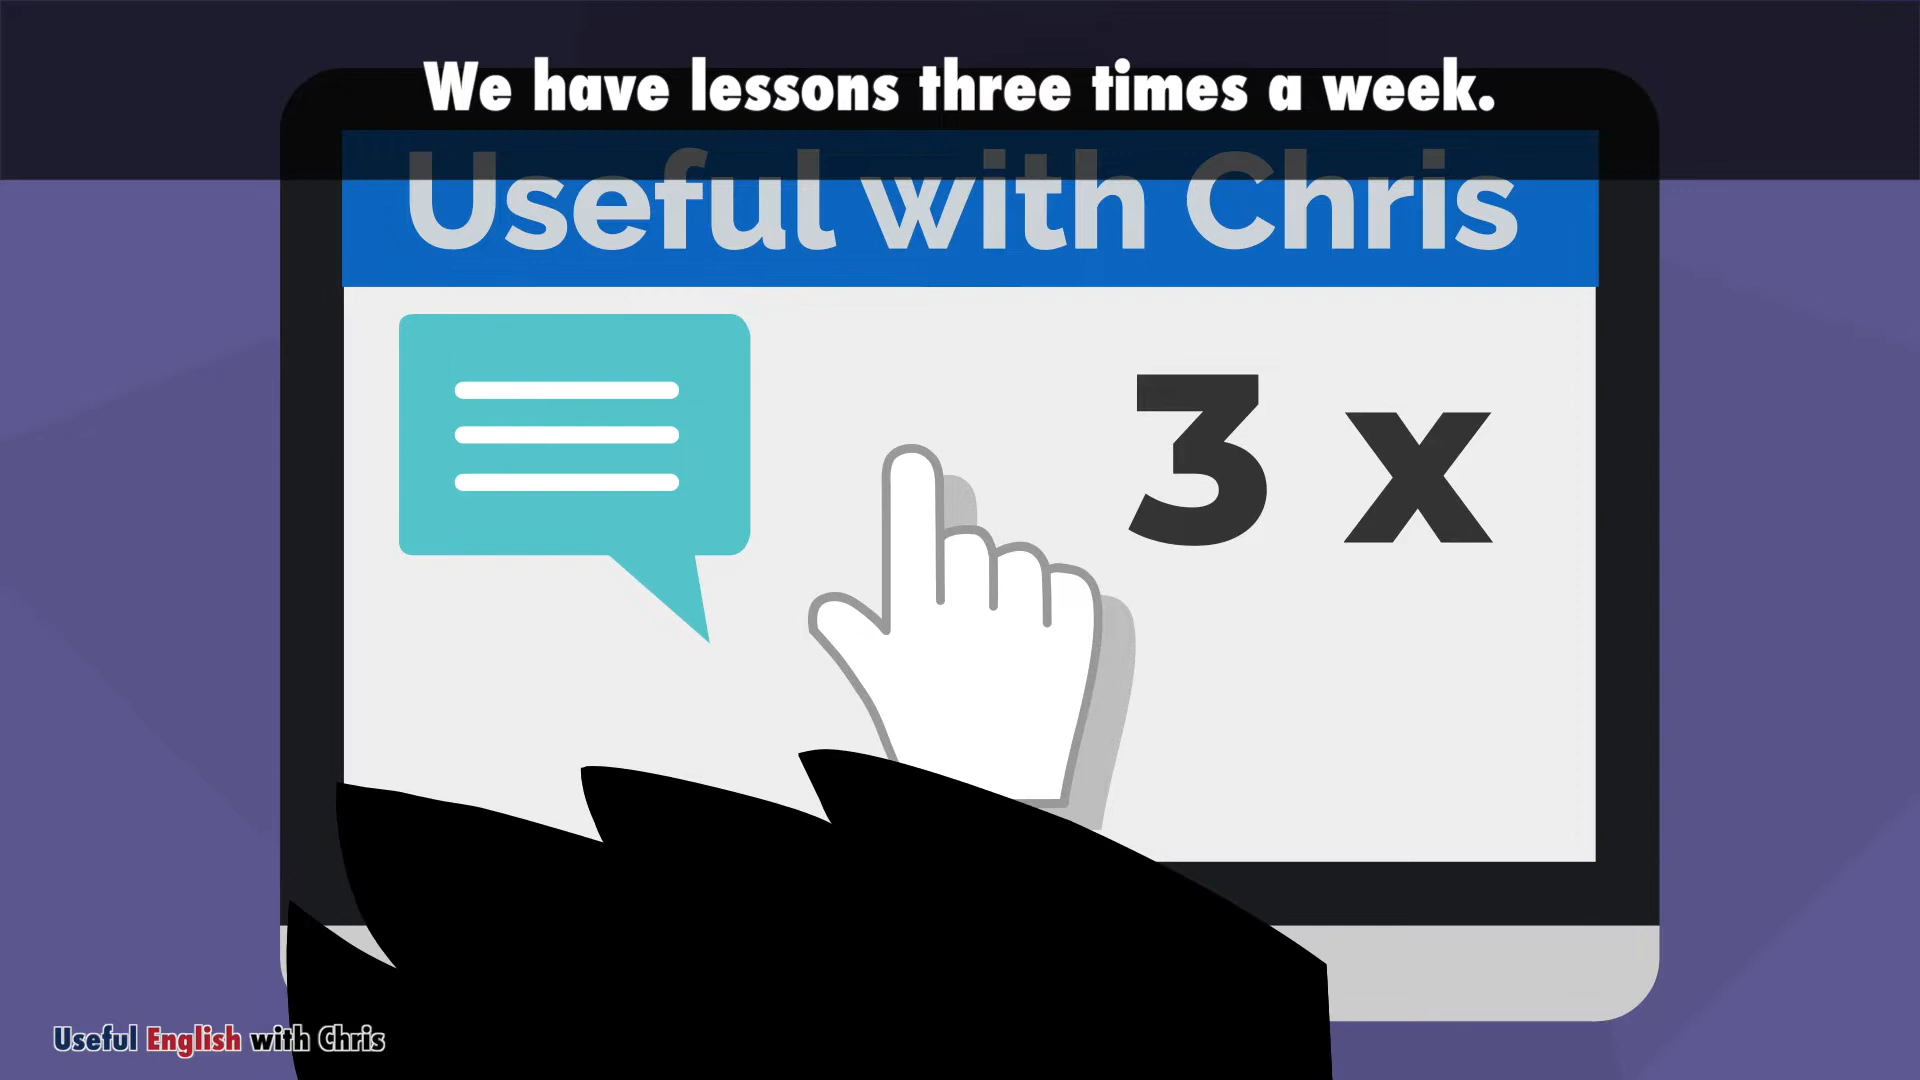 We have lessons three times a week.
Useful with Chris
3 x
Useful English with Chris